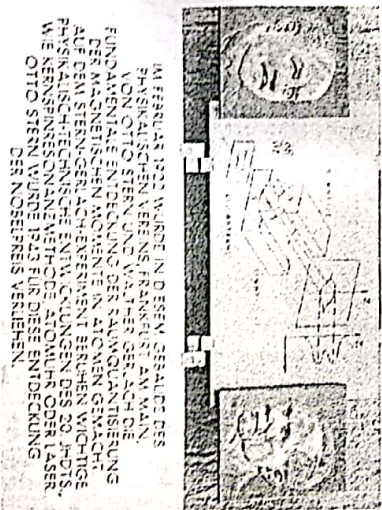 IM FEBRUAR 1922 WURDE IN DIESEM GEBÄUDE DES
PHYSIKALISCHEN VEREINS, FRANKFURT AM MAIN,
VON OTTO STERN UND WALTHER GERLACH DIE
FUNDAMENTALE ENTDECKUNG DER RAUMQUANTISIERUNG
DER MAGNETISCHEN MOMENTE IN ATOMEN GEMACHT.
AUF DEM STERN-GERLACH-EXPERIMENT BERUHEN WICHTIGE
PHYSIKALISCH-TECHNISCHE ENTWICKLUNGEN DES 20. JHDTS.,
WIE KERNSPINRESONANZMETHODE, ATOMUHR ODER LASER.
OTTO STERN WURDE 1943 FÜR DIESE ENTDECKUNG
DER NOBELPREIS VERLIEHEN.